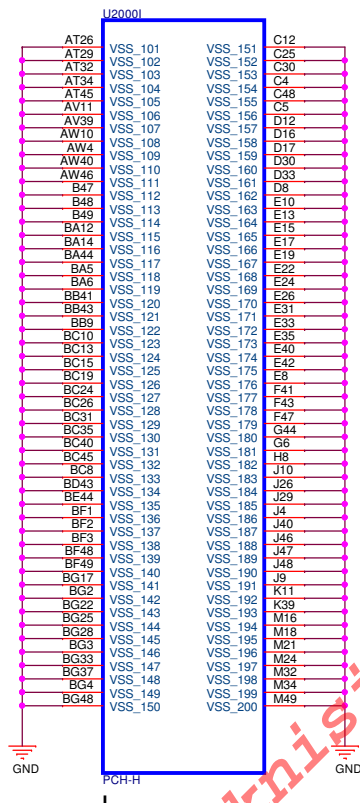 U2000I
AT26 VSS_101 VSS_151 C12
AT29 VSS_102 VSS_152 C25
AT32 VSS_103 VSS_153 C30
AT34 VSS_104 VSS_154 C4
AT45 VSS_105 VSS_155 C48
AV11 VSS_106 VSS_156 C5
AV39 VSS_107 VSS_157 D12
AW10 VSS_108 VSS_158 D16
AW4 VSS_109 VSS_159 D17
AW40 VSS_110 VSS_160 D30
AW46 VSS_111 VSS_161 D33
B47 VSS_112 VSS_162 D8
B48 VSS_113 VSS_163 E10
B49 VSS_114 VSS_164 E13
BA12 VSS_115 VSS_165 E15
BA14 VSS_116 VSS_166 E17
BA44 VSS_117 VSS_167 E19
BA5 VSS_118 VSS_168 E22
BA6 VSS_119 VSS_169 E24
BB41 VSS_120 VSS_170 E26
BB43 VSS_121 VSS_171 E31
BB9 VSS_122 VSS_172 E33
BC10 VSS_123 VSS_173 E35
BC13 VSS_124 VSS_174 E40
BC15 VSS_125 VSS_175 E42
BC19 VSS_126 VSS_176 E8
BC24 VSS_127 VSS_177 F41
BC26 VSS_128 VSS_178 F43
BC31 VSS_129 VSS_179 F47
BC35 VSS_130 VSS_180 G44
BC40 VSS_131 VSS_181 G6
BC45 VSS_132 VSS_182 H8
BC8 VSS_133 VSS_183 J10
BD43 VSS_134 VSS_184 J26
BE44 VSS_135 VSS_185 J29
BF1 VSS_136 VSS_186 J4
BF2 VSS_137 VSS_187 J40
BF3 VSS_138 VSS_188 J46
BF48 VSS_139 VSS_189 J47
BF49 VSS_140 VSS_190 J48
BG17 VSS_141 VSS_191 J9
BG2 VSS_142 VSS_192 K11
BG22 VSS_143 VSS_193 K39
BG25 VSS_144 VSS_194 M16
BG28 VSS_145 VSS_195 M18
BG3 VSS_146 VSS_196 M21
BG33 VSS_147 VSS_197 M24
BG37 VSS_148 VSS_198 M32
BG4 VSS_149 VSS_199 M34
BG48 VSS_150 VSS_200 M49
GND GND
PCH-H